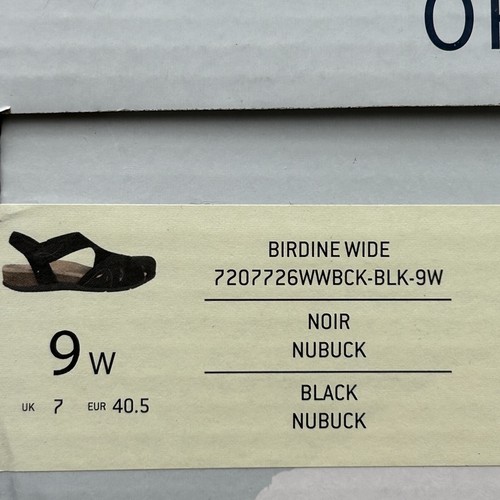 BIRDINE WIDE
7207726WWBCK-BLK-9W
NOIR
NUBUCK
BLACK
NUBUCK
9 W
UK 7 EUR 40.5